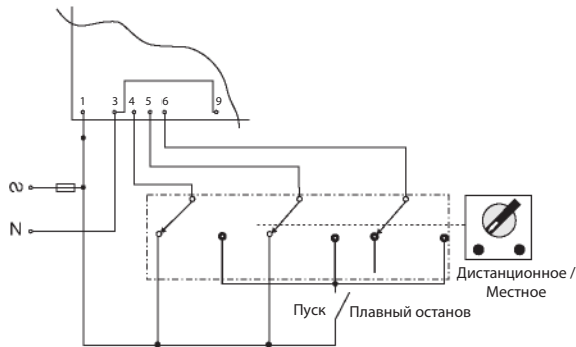 1 3 4 5 6 9
ƨ
N
Дистанционное /
Местное
Пуск Плавный останов